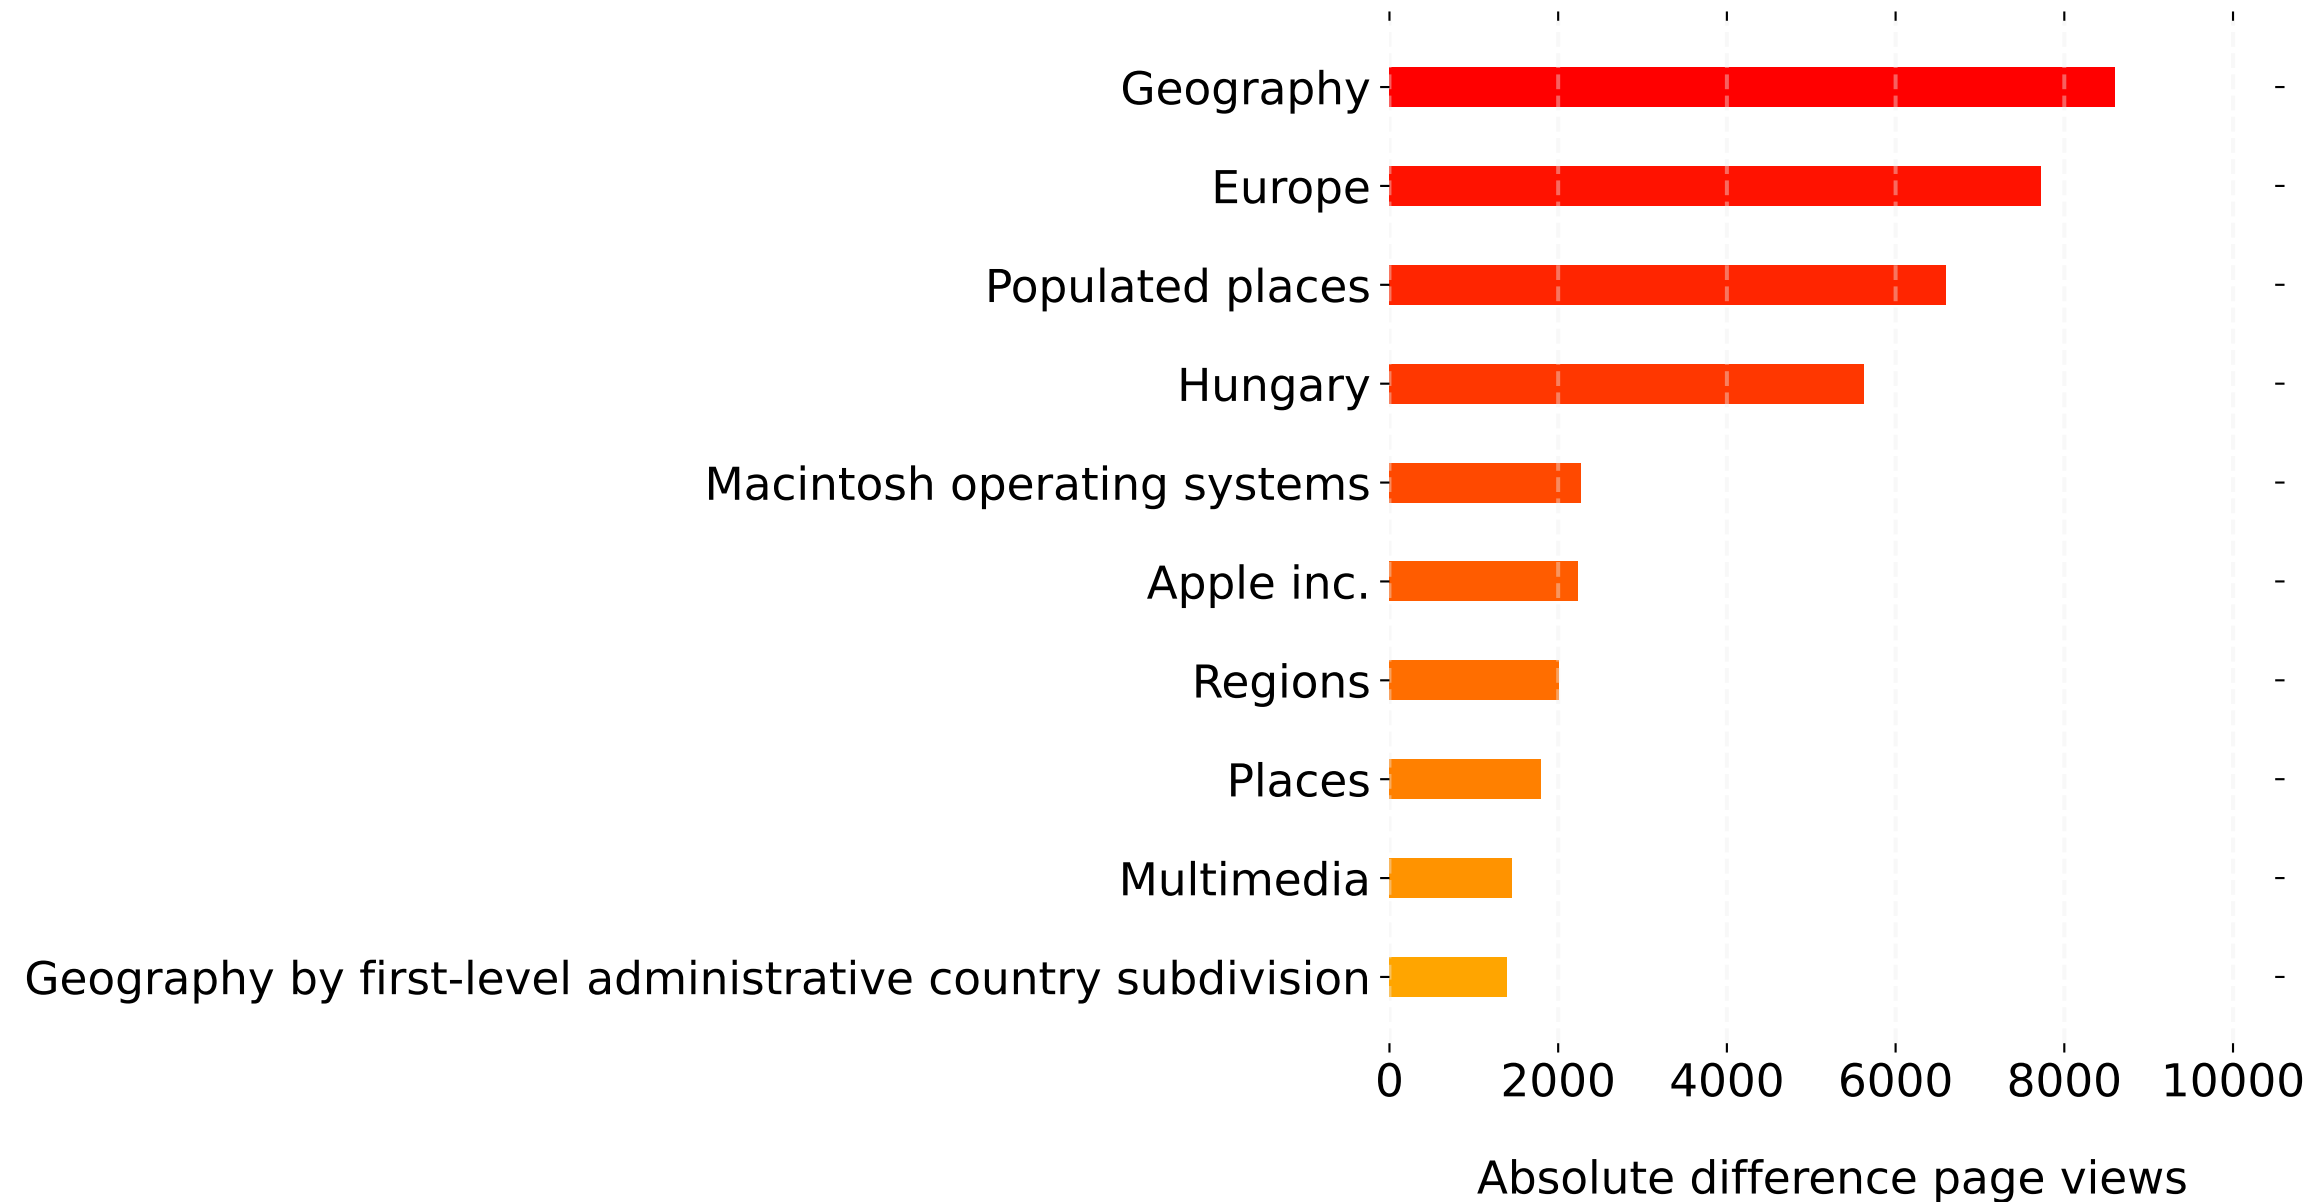 Geography
Europe
Populated places
Hungary
Macintosh operating systems
Apple inc.
Regions
Places
Multimedia
Geography by first-level administrative country subdivision
0 2000 4000 6000 8000 10000
Absolute difference page views